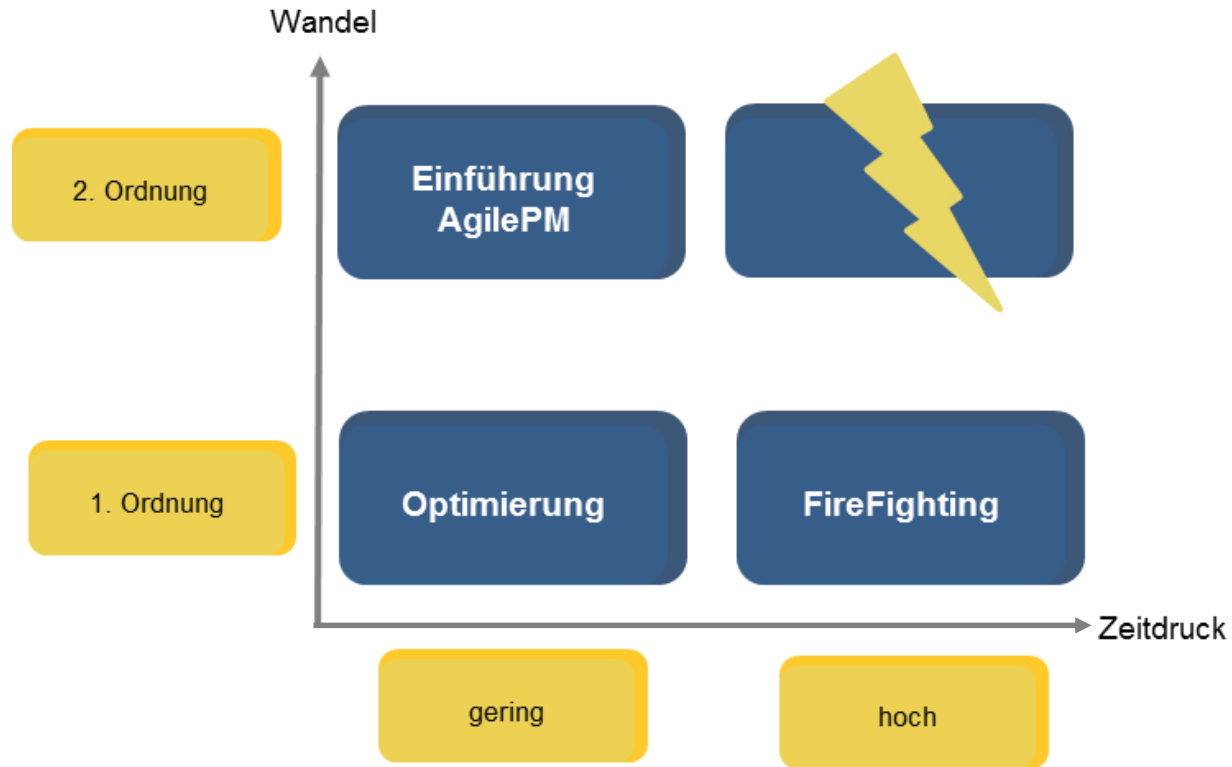 Wandel
2. Ordnung
Einführung
AgilePM
1. Ordnung
Optimierung
FireFighting
Zeitdruck
gering
hoch